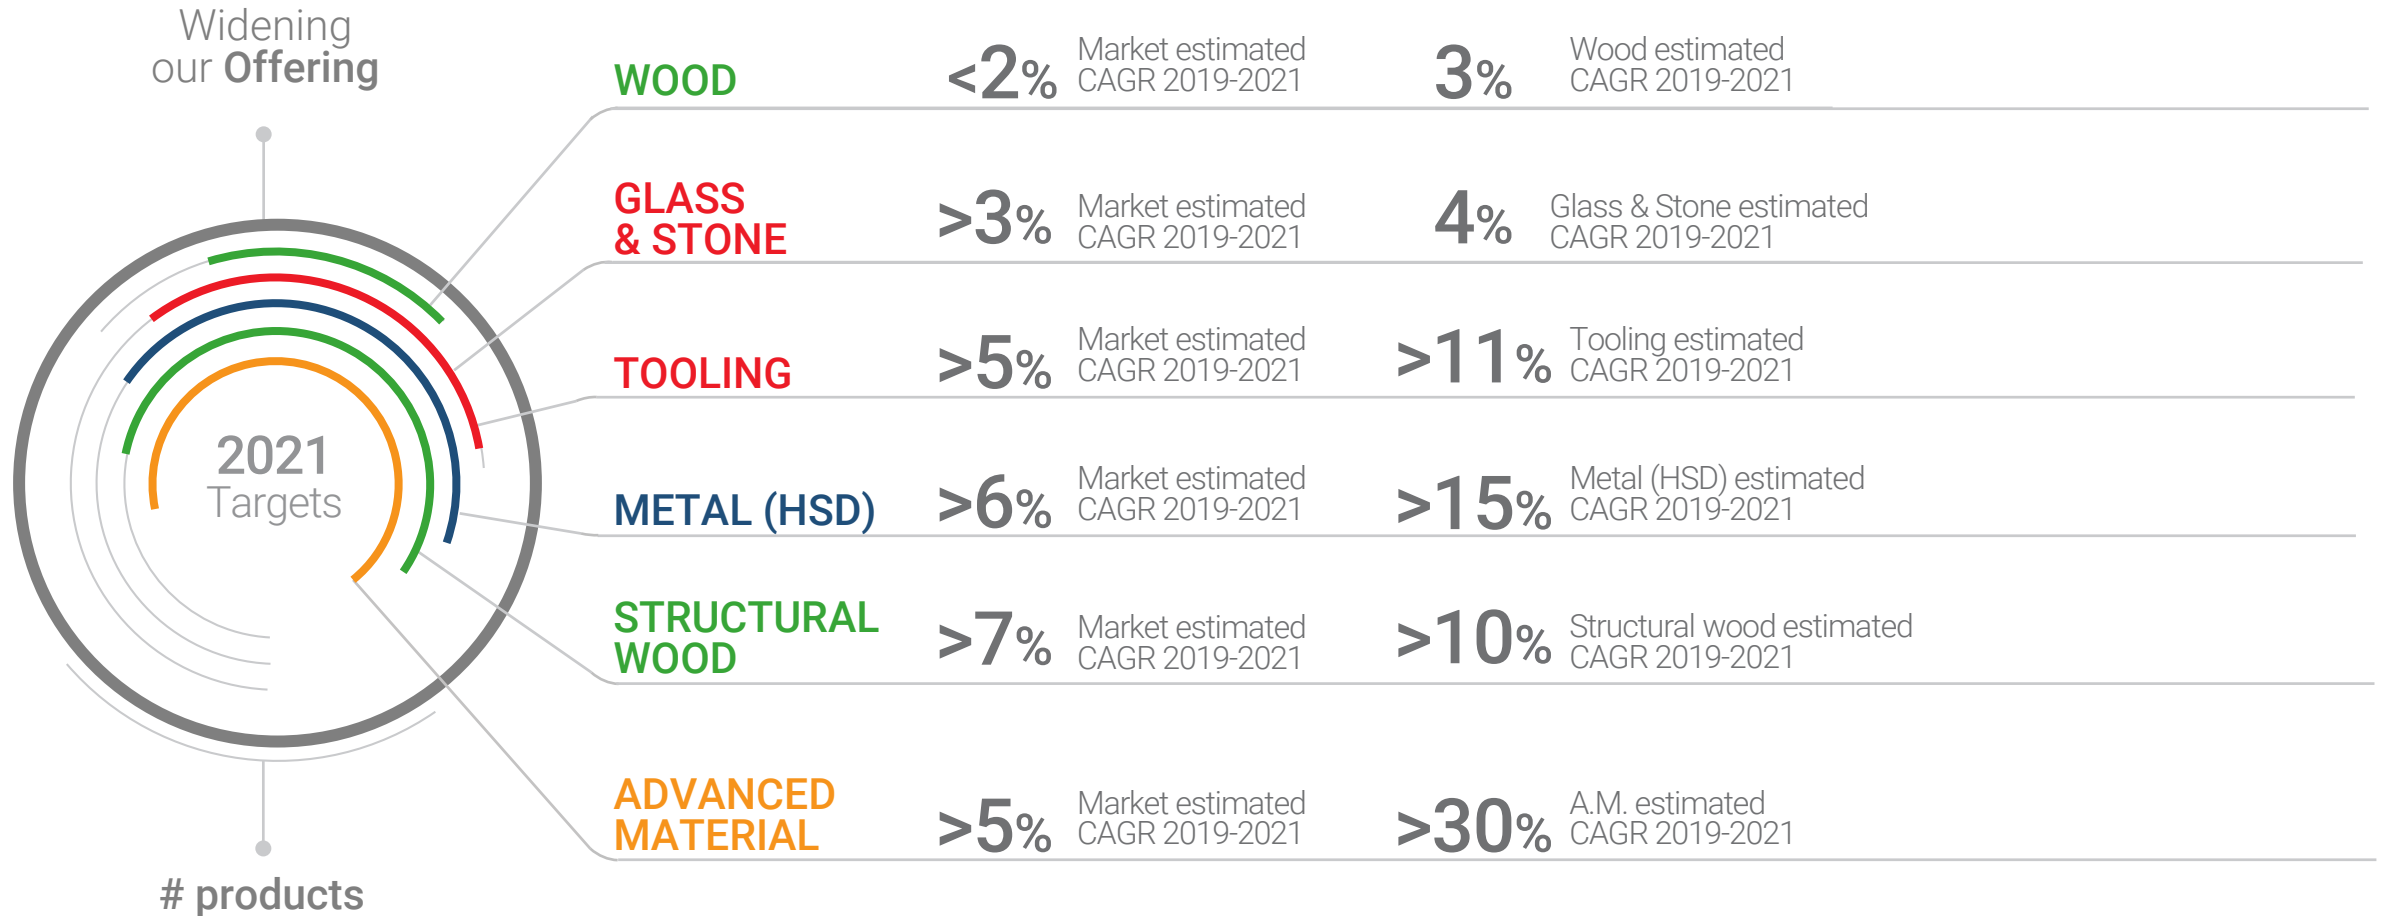 Widening
our Offering
WOOD
<2% Market estimated
CAGR 2019-2021
3% Wood estimated
CAGR 2019-2021
GLASS
& STONE
>3% Market estimated
CAGR 2019-2021
4% Glass & Stone estimated
CAGR 2019-2021
TOOLING
>5% Market estimated
CAGR 2019-2021
>11% Tooling estimated
CAGR 2019-2021
2021
Targets
METAL (HSD)
>6% Market estimated
CAGR 2019-2021
>15% Metal (HSD) estimated
CAGR 2019-2021
STRUCTURAL
WOOD
>7% Market estimated
CAGR 2019-2021
>10% Structural wood estimated
CAGR 2019-2021
ADVANCED
MATERIAL
>5% Market estimated
CAGR 2019-2021
>30% A.M. estimated
CAGR 2019-2021
# products